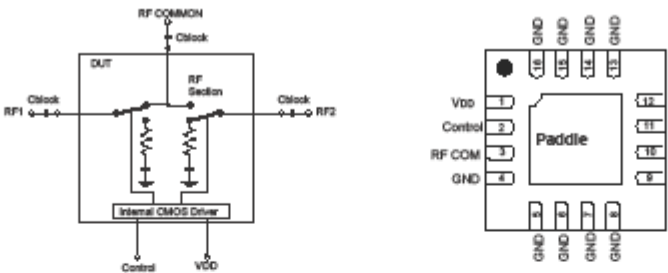 RF COMMON
Cblock
DUT
RF
Section
Cblock
RF1
Cblock
RF2
Internal CMOS Driver
Control
VDD
GND
GND
GND
GND
16
15
14
13
VDD
1
12
Control
2
11
RF COM
3
10
GND
4
9
Paddle
5
6
7
8
GND
GND
GND
GND